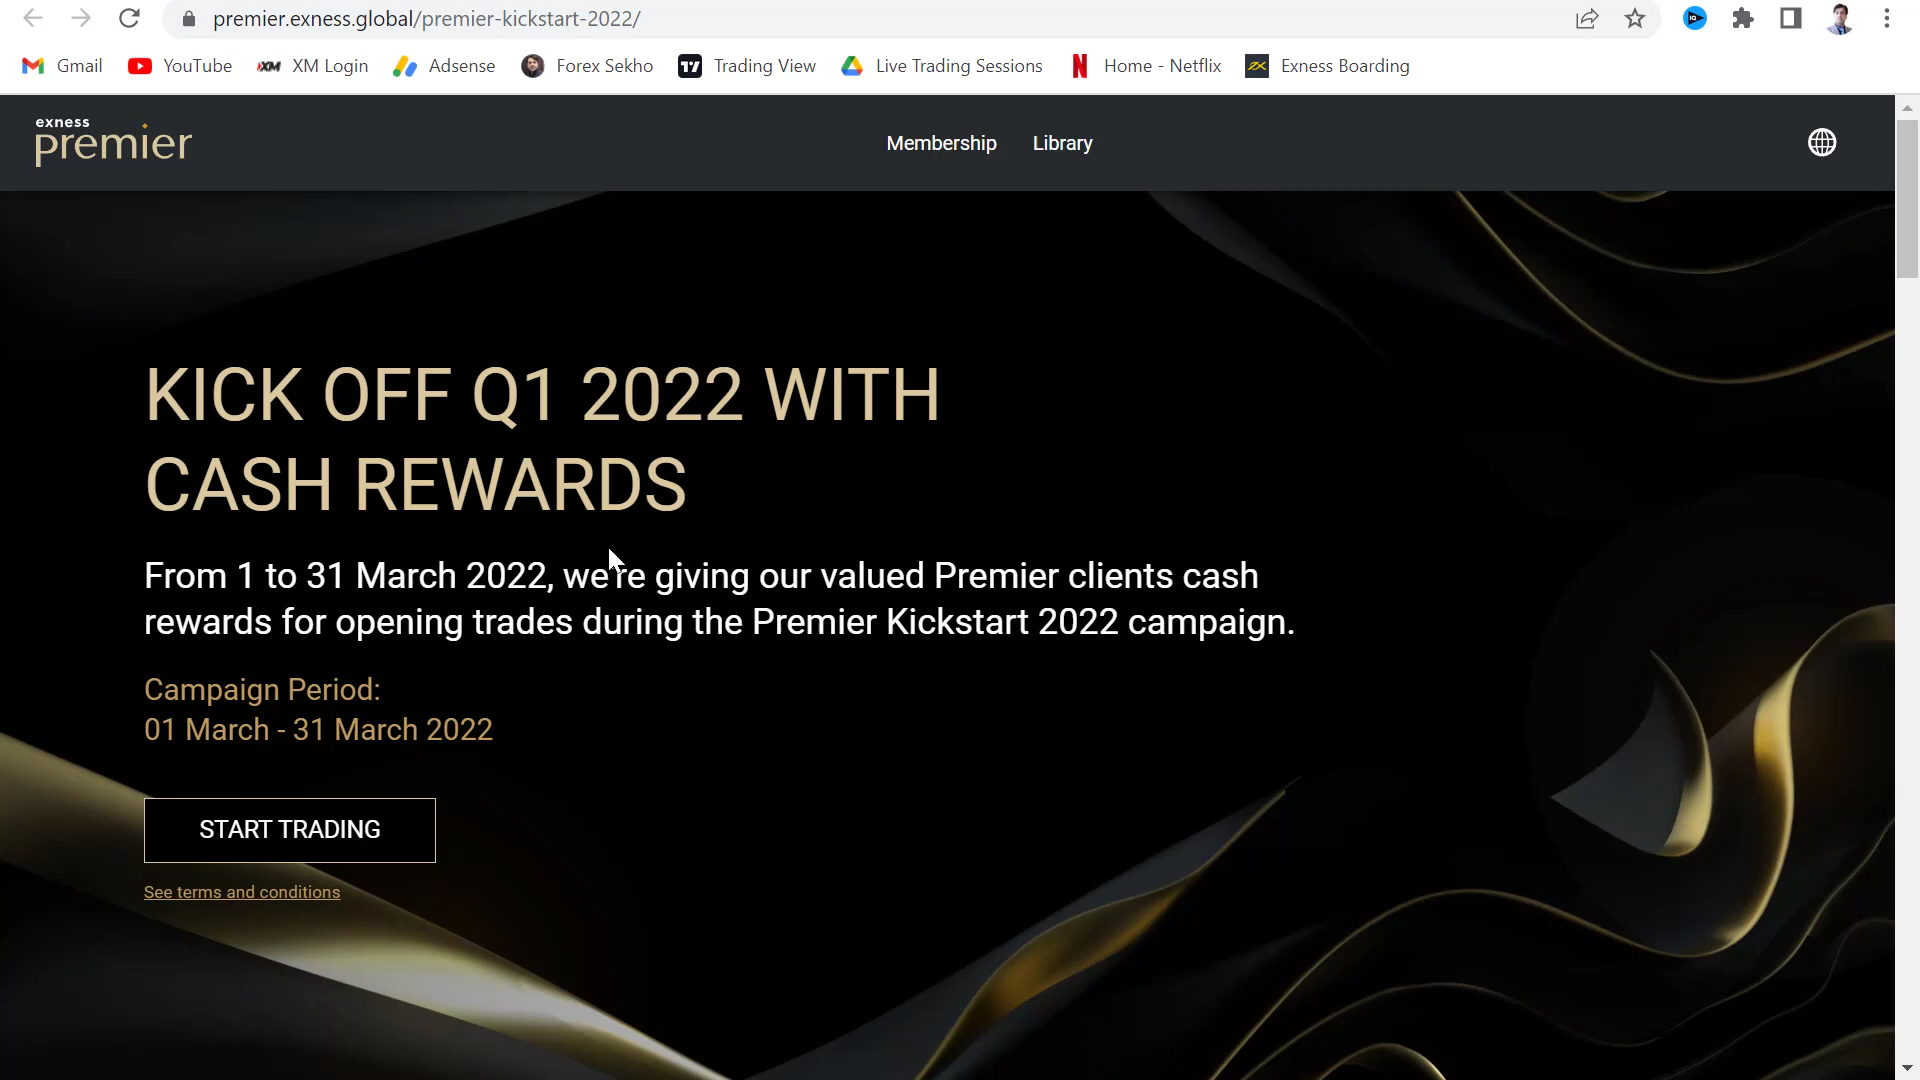 premier.exness.global/premier-kickstart-2022/
Gmail YouTube XM XM Login Adsense Forex Sekho Trading View Live Trading Sessions Home - Netflix Exness Boarding
exness
premier
Membership Library
KICK OFF Q1 2022 WITH
CASH REWARDS
From 1 to 31 March 2022, we're giving our valued Premier clients cash
rewards for opening trades during the Premier Kickstart 2022 campaign.
Campaign Period:
01 March - 31 March 2022
START TRADING
See terms and conditions